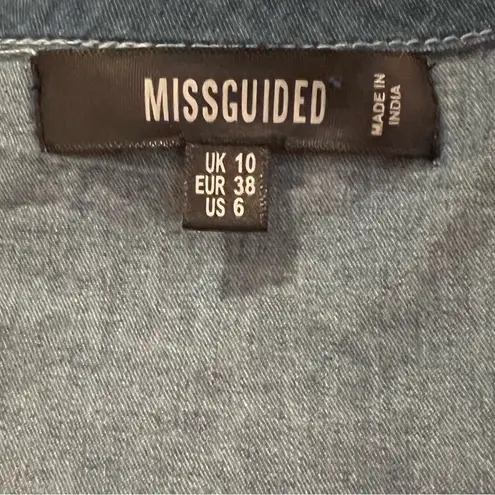 MISSGUIDED
MADE IN
INDIA
UK 10
EUR 38
US 6